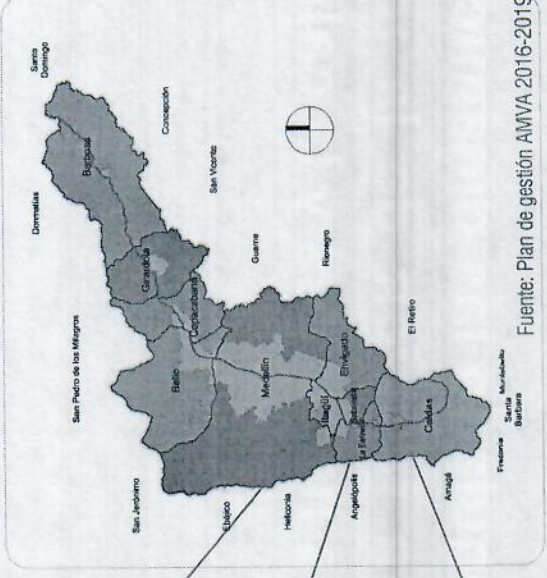 Santo
Domingo
Donmatías
Barbosa
Concepción
San Pedro de los Milagros
Girardota
San Vicente
Copacabana
Bello
Guarne
San Jerónimo
Medellín
Rionegro
Ebéjico
Envigado
Itagüí
Heliconia
Sabaneta
El Retiro
La Estrella
Angelópolis
Caldas
Amagá
Montebello
Santa
Barbara
Fredonia
Fuente: Plan de gestión AMVA 2016-2019